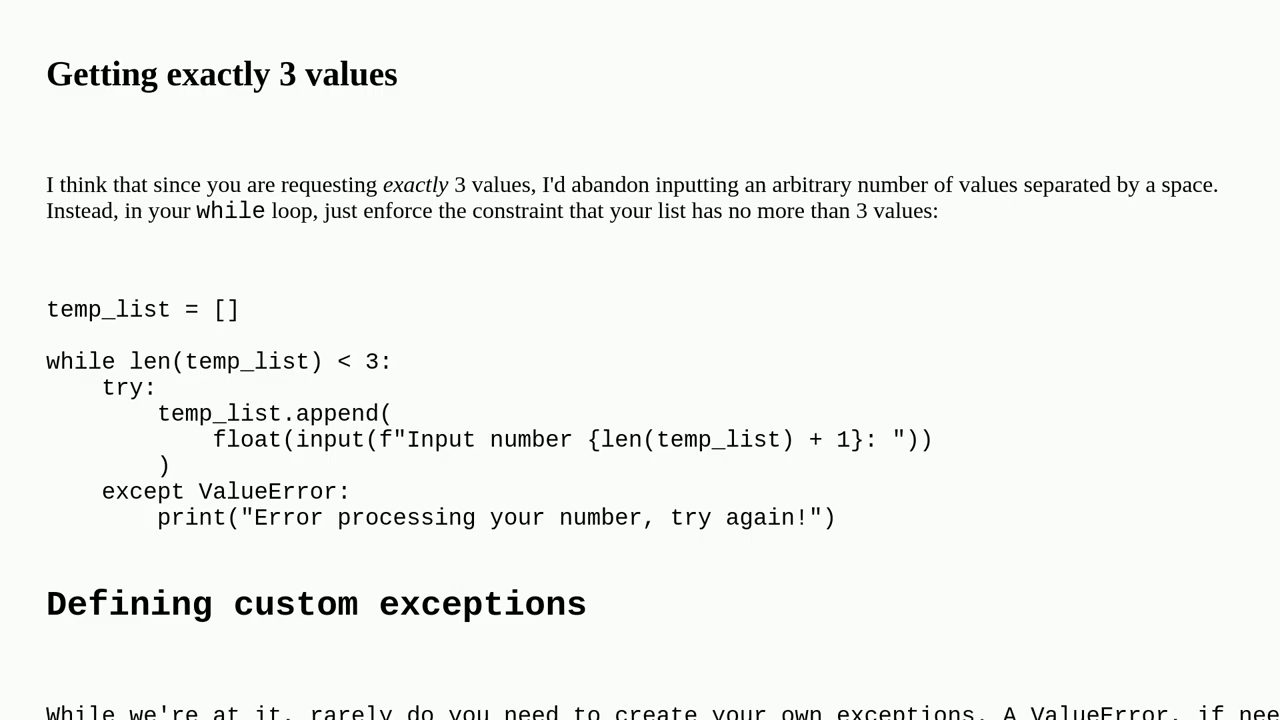 Getting exactly 3 values
I think that since you are requesting exactly 3 values, I'd abandon inputting an arbitrary number of values separated by a space.
Instead, in your while loop, just enforce the constraint that your list has no more than 3 values:
temp_list = []
while len(temp_list) < 3:
    try:
        temp_list.append(
            float(input(f"Input number {len(temp_list) + 1}: "))
        )
    except ValueError:
        print("Error processing your number, try again!")
Defining custom exceptions
While we're at it, rarely do you need to create your own exceptions. A ValueError, if nee